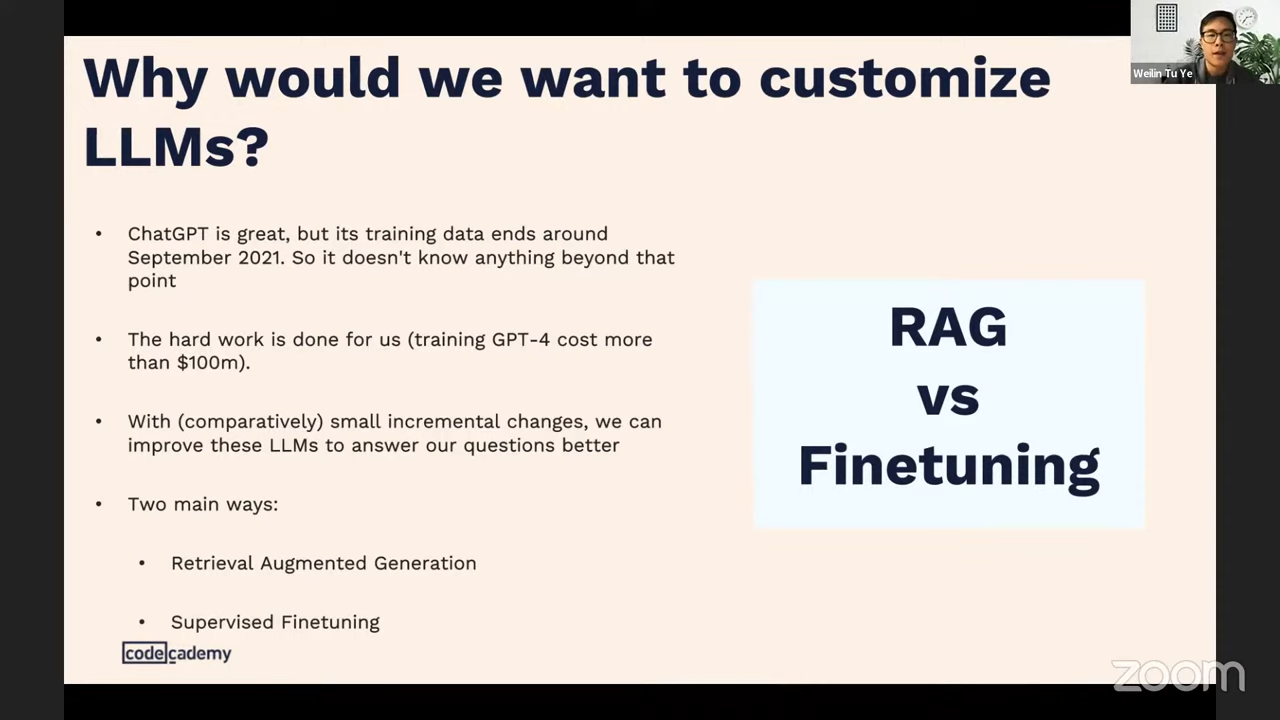 Why would we want to customize
LLMs?
Weilin Tu Ye
• ChatGPT is great, but its training data ends around
September 2021. So it doesn't know anything beyond that
point
• The hard work is done for us (training GPT-4 cost more
than $100m).
• With (comparatively) small incremental changes, we can
improve these LLMs to answer our questions better
• Two main ways:
• Retrieval Augmented Generation
• Supervised Finetuning
RAG
vs
Finetuning
codecademy
zoom